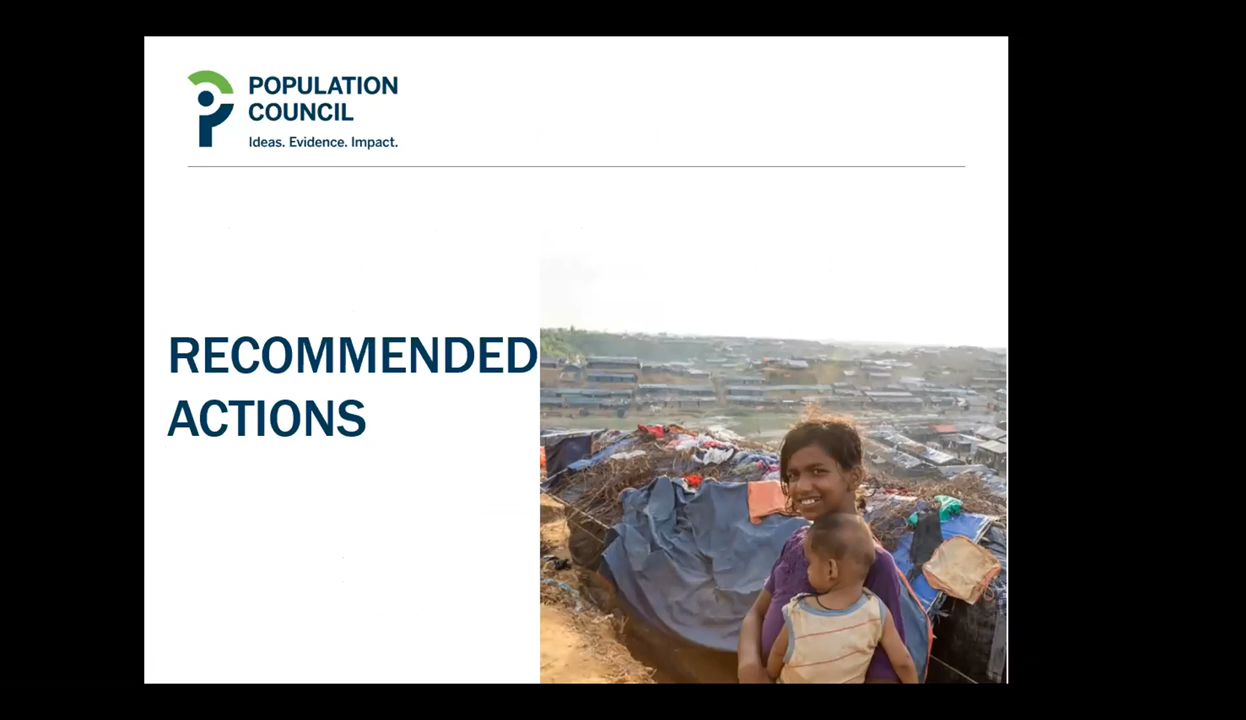 POPULATION
COUNCIL
Ideas. Evidence. Impact.
RECOMMENDED
ACTIONS